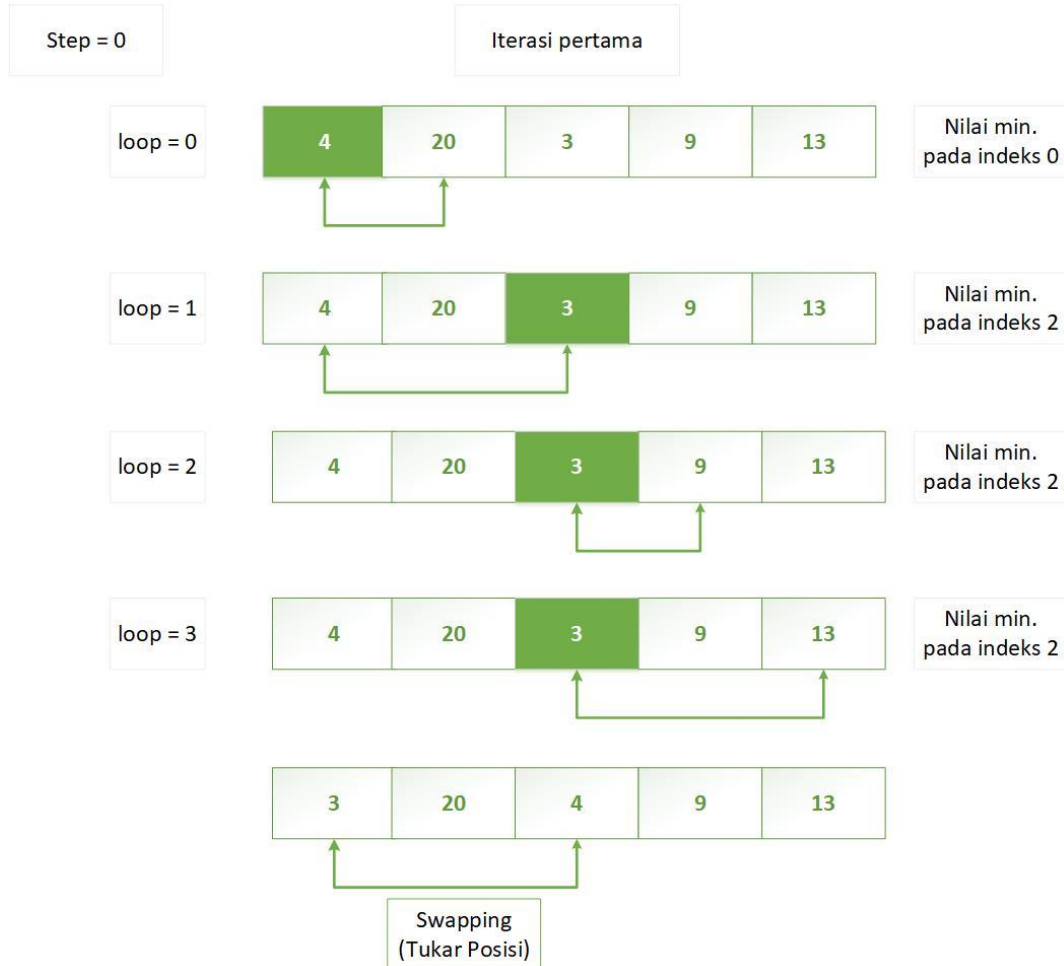 Step = 0
Iterasi pertama
loop = 0
4 20 3 9 13
Nilai min.
pada indeks 0
loop = 1
4 20 3 9 13
Nilai min.
pada indeks 2
loop = 2
4 20 3 9 13
Nilai min.
pada indeks 2
loop = 3
4 20 3 9 13
Nilai min.
pada indeks 2
3 20 4 9 13
Swapping
(Tukar Posisi)